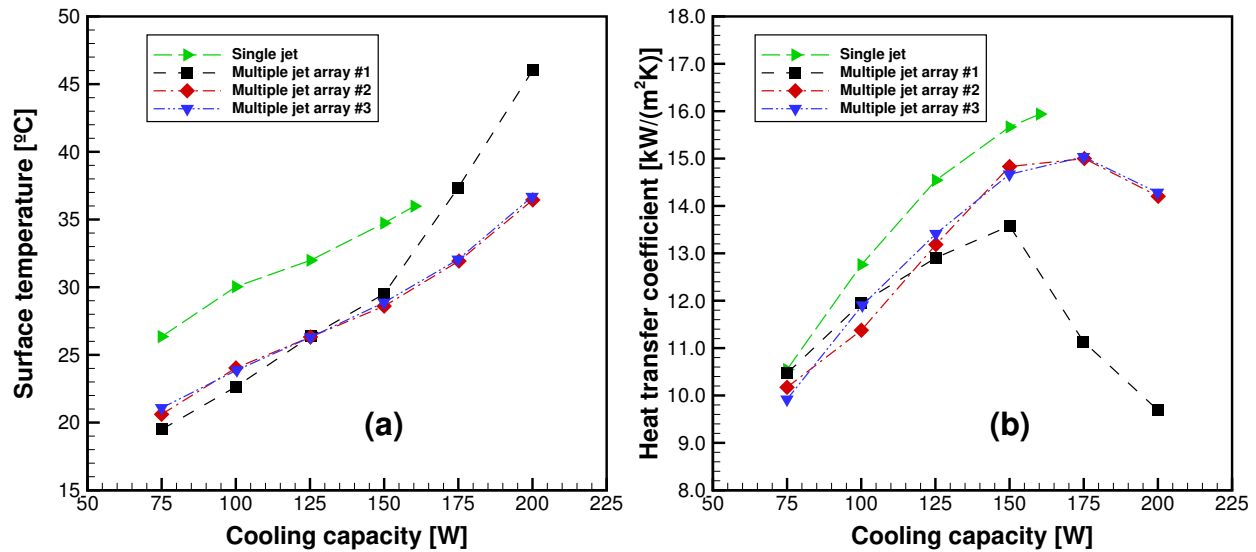 Surface temperature [ºC]
50
45
40
35
30
25
20
15
Single jet
Multiple jet array #1
Multiple jet array #2
Multiple jet array #3
(a)
50
75
100
125
150
175
200
225
Cooling capacity [W]
Heat transfer coefficient [kW/(m²K)]
18.0
17.0
16.0
15.0
14.0
13.0
12.0
11.0
10.0
9.0
8.0
Single jet
Multiple jet array #1
Multiple jet array #2
Multiple jet array #3
(b)
50
75
100
125
150
175
200
225
Cooling capacity [W]